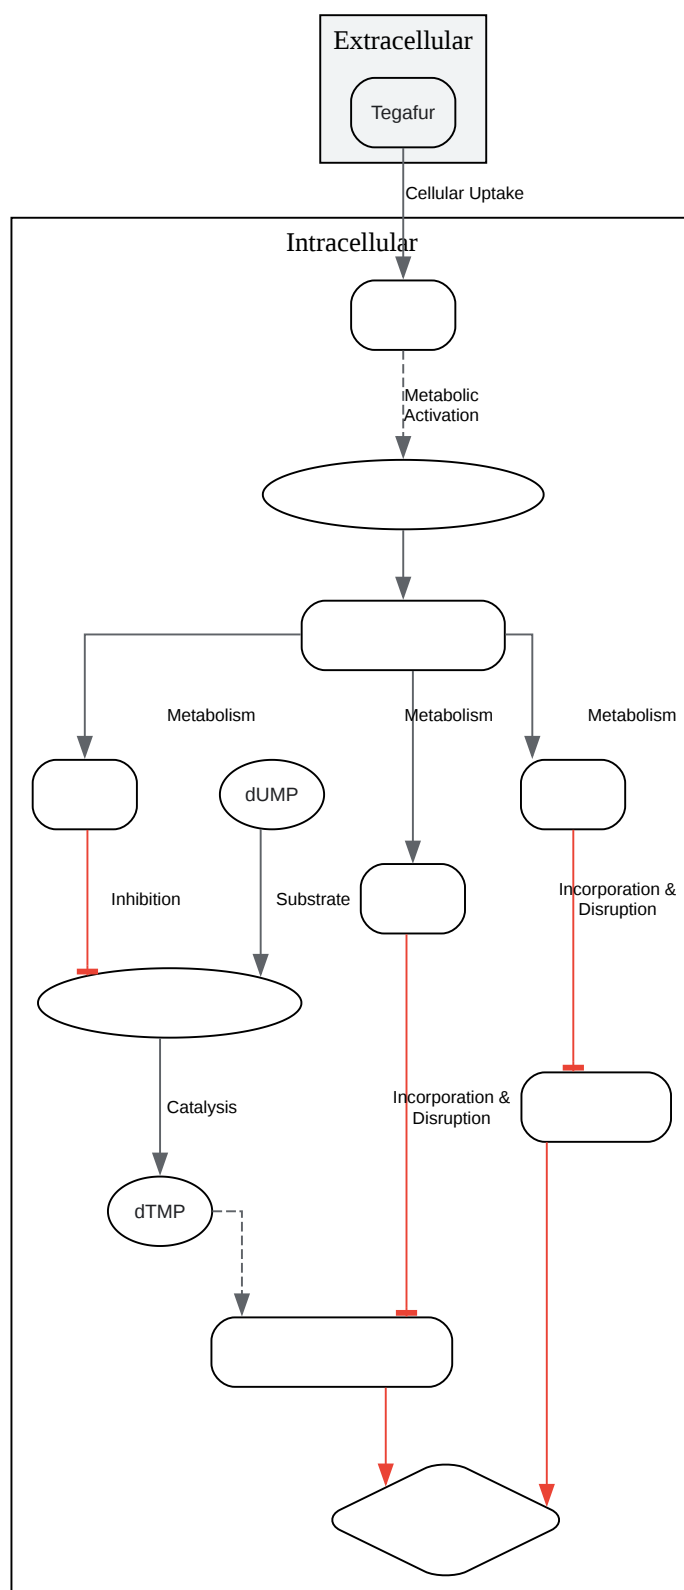 Extracellular
Tegafur
Cellular Uptake
Intracellular
Metabolic
Activation
Metabolism
Metabolism
Metabolism
dUMP
Inhibition
Substrate
Incorporation &
Disruption
Catalysis
Incorporation &
Disruption
dTMP